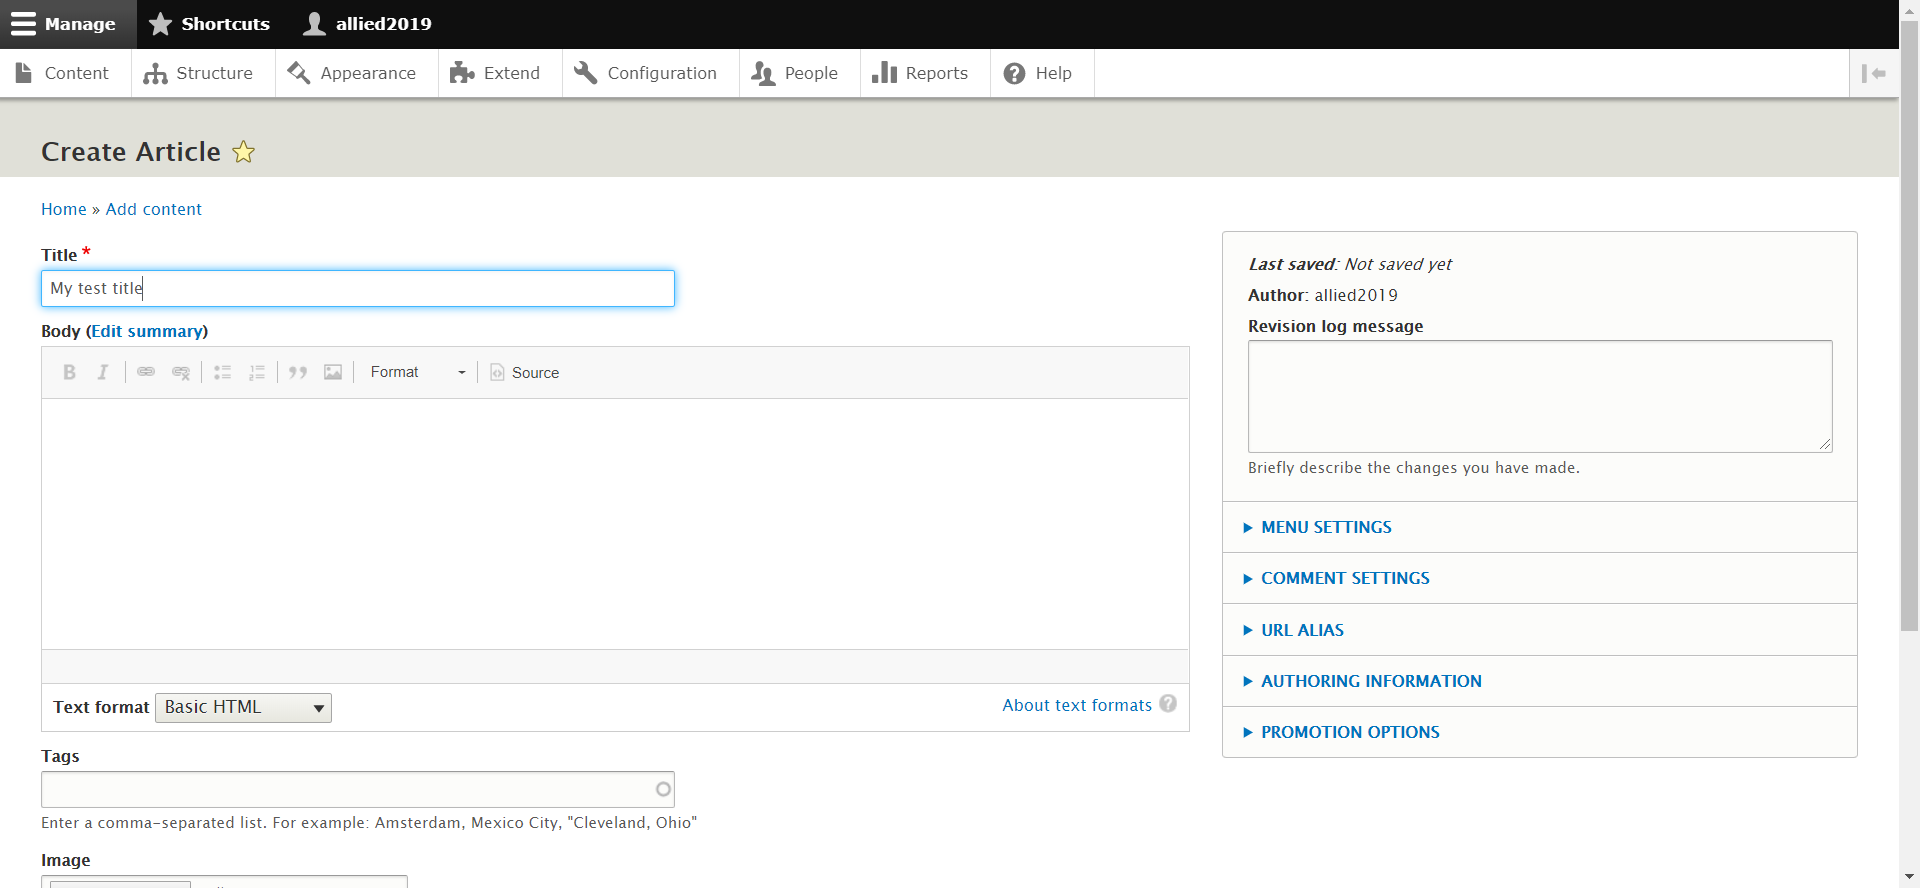 Manage Shortcuts allied2019
Content Structure Appearance Extend Configuration People Reports Help
Create Article
Home » Add content
Title *
My test title
Body (Edit summary)
B I Format Source
Text format Basic HTML About text formats ?
Tags
Enter a comma-separated list. For example: Amsterdam, Mexico City, "Cleveland, Ohio"
Image
Last saved: Not saved yet
Author: allied2019
Revision log message
Briefly describe the changes you have made.
MENU SETTINGS
COMMENT SETTINGS
URL ALIAS
AUTHORING INFORMATION
PROMOTION OPTIONS